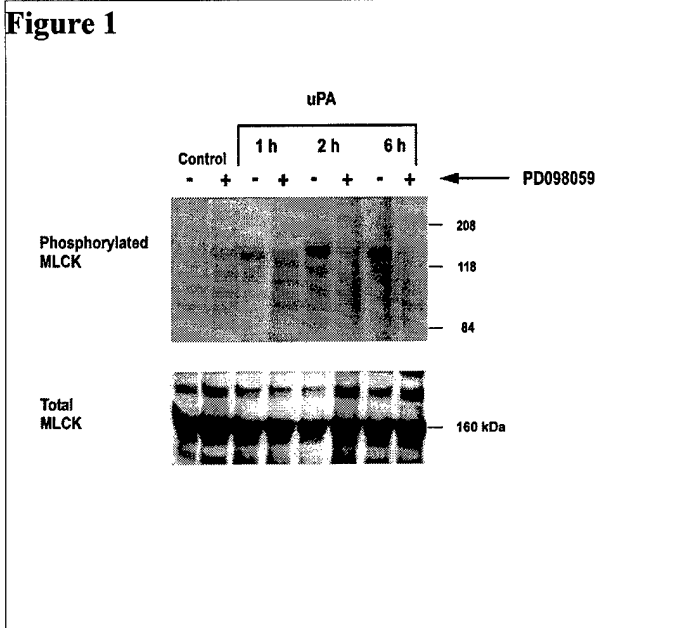 Figure 1
uPA
Control 1 h 2 h 6 h
- + - + - + - + PD098059
Phosphorylated
MLCK
208
118
84
Total
MLCK
160 kDa